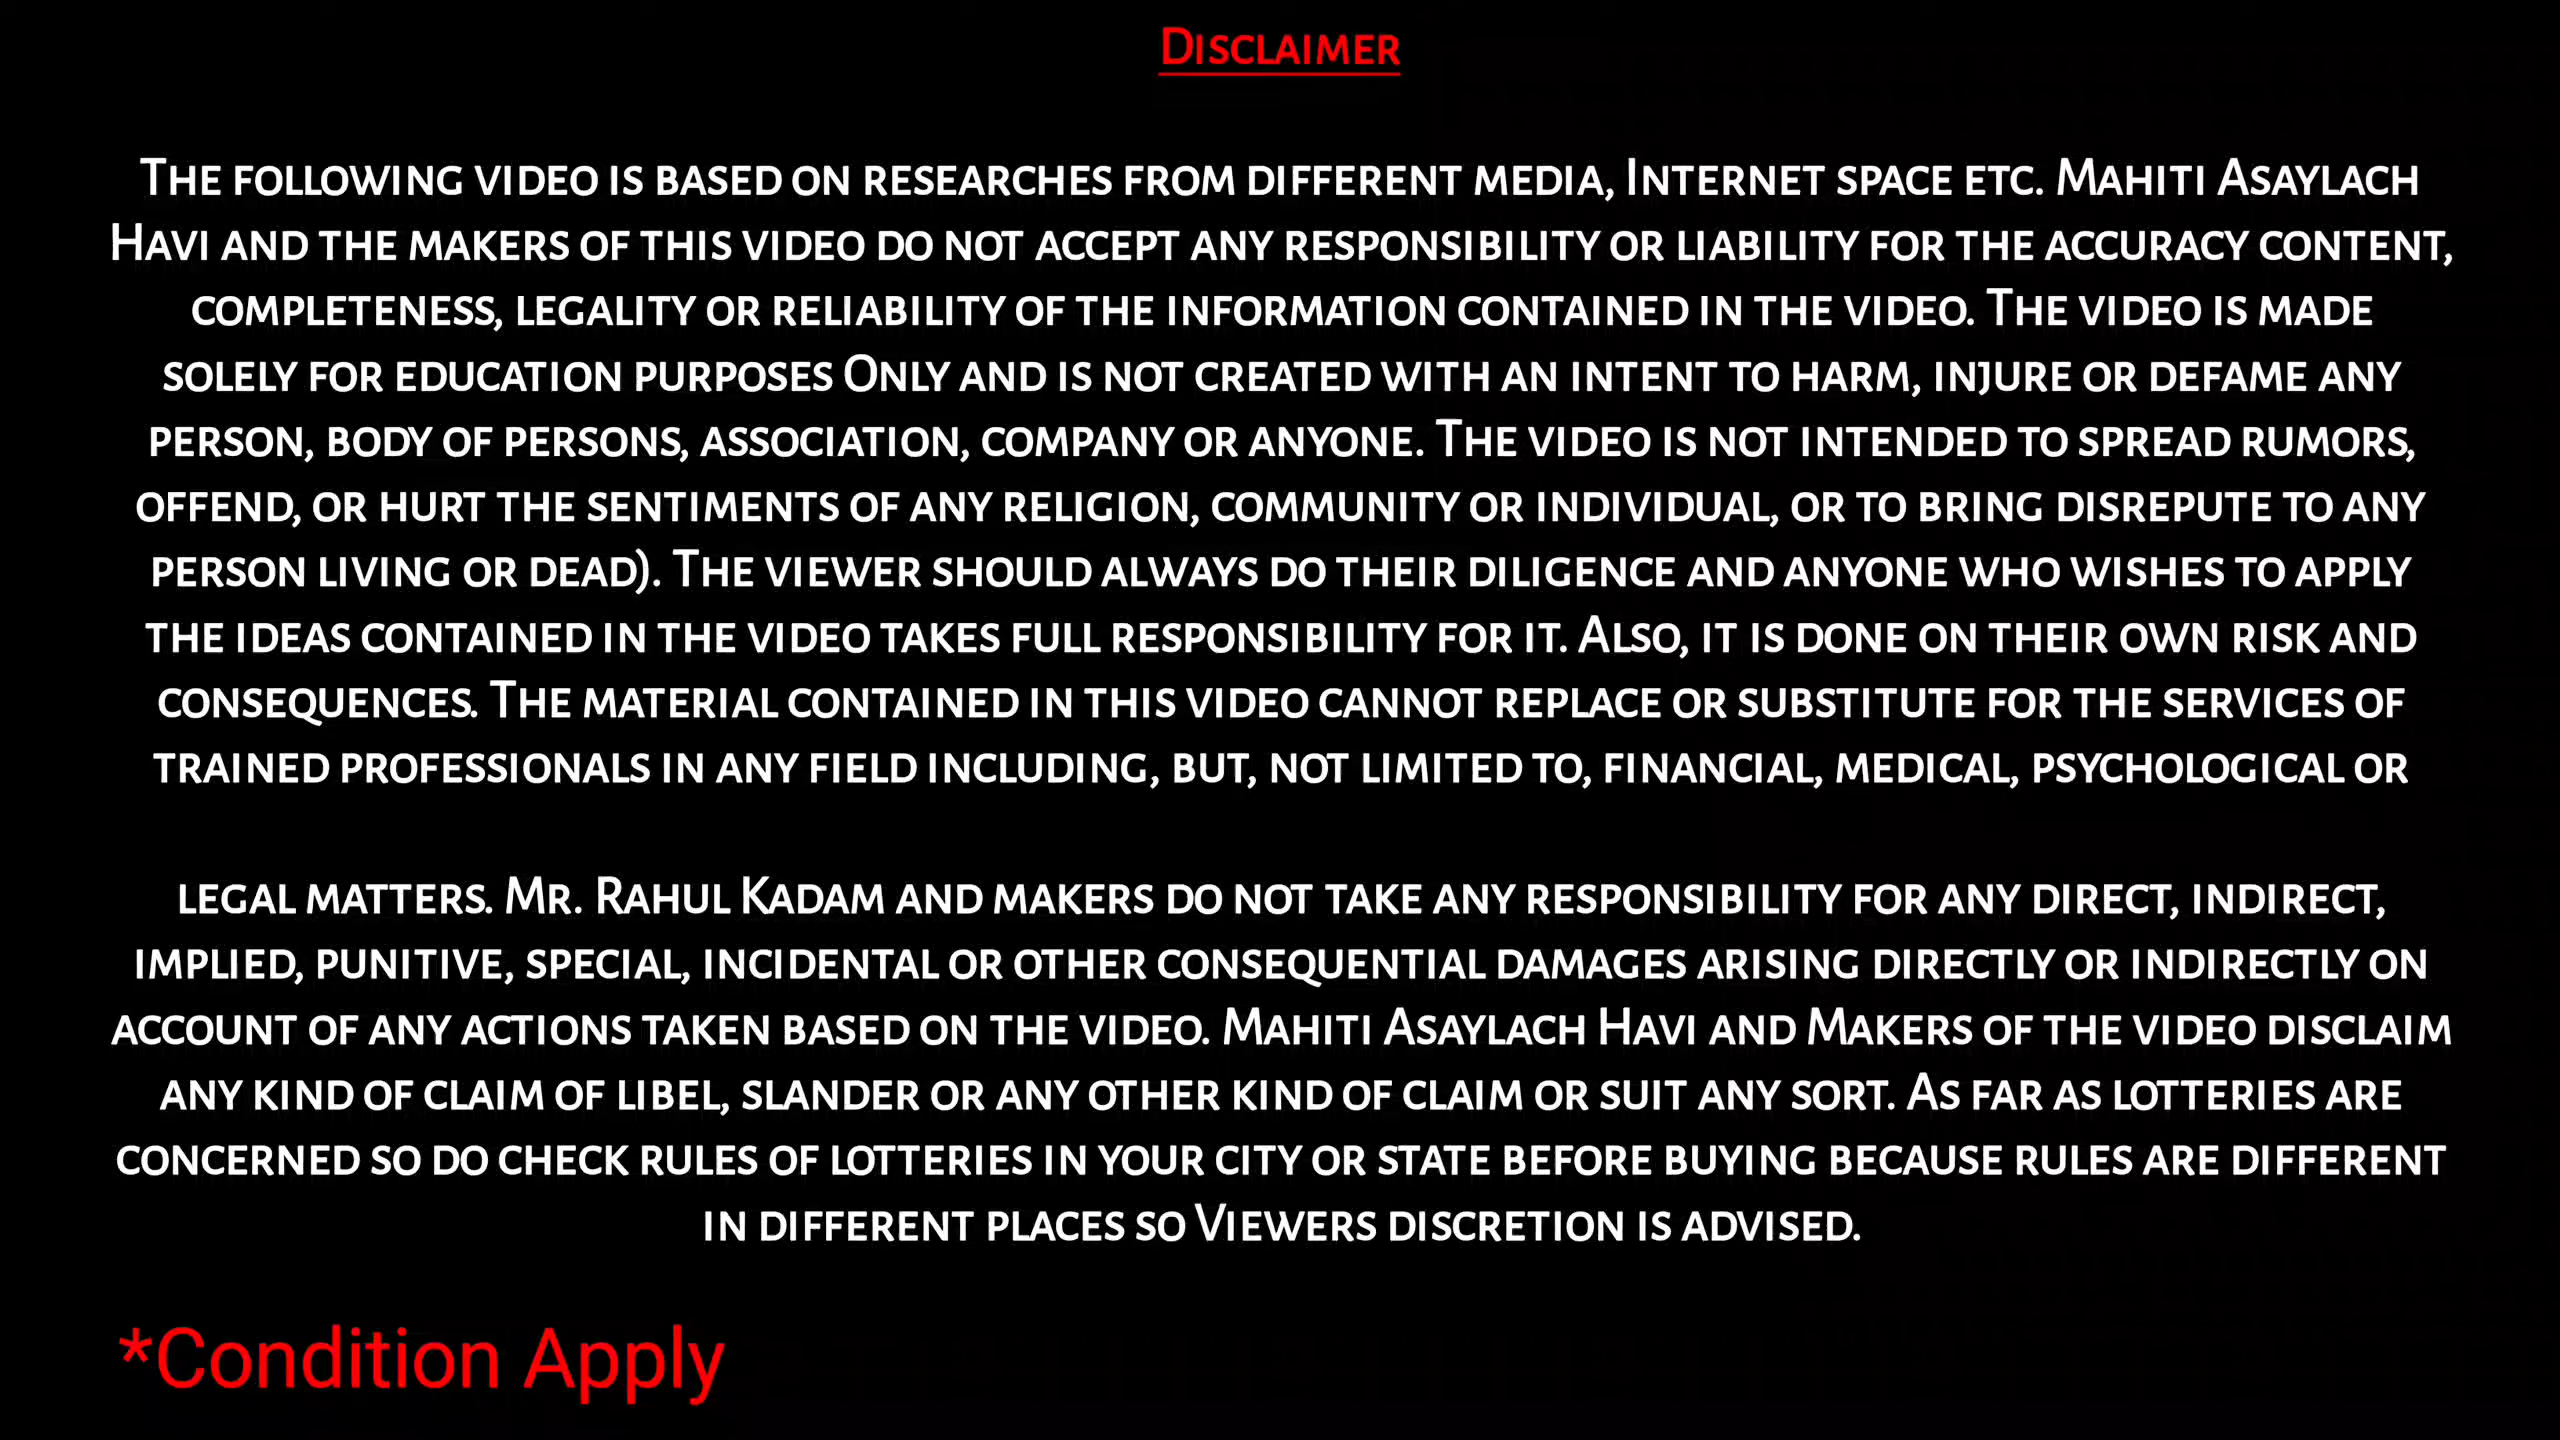 Disclaimer
The following video is based on researches from different media, Internet space etc. Mahiti Asaylach
Havi and the makers of this video do not accept any responsibility or liability for the accuracy content,
completeness, legality or reliability of the information contained in the video. The video is made
solely for education purposes Only and is not created with an intent to harm, injure or defame any
person, body of persons, association, company or anyone. The video is not intended to spread rumors,
offend, or hurt the sentiments of any religion, community or individual, or to bring disrepute to any
person living or dead). The viewer should always do their diligence and anyone who wishes to apply
the ideas contained in the video takes full responsibility for it. Also, it is done on their own risk and
consequences. The material contained in this video cannot replace or substitute for the services of
trained professionals in any field including, but, not limited to, financial, medical, psychological or
legal matters. Mr. Rahul Kadam and makers do not take any responsibility for any direct, indirect,
implied, punitive, special, incidental or other consequential damages arising directly or indirectly on
account of any actions taken based on the video. Mahiti Asaylach Havi and Makers of the video disclaim
any kind of claim of libel, slander or any other kind of claim or suit any sort. As far as lotteries are
concerned so do check rules of lotteries in your city or state before buying because rules are different
in different places so Viewers discretion is advised.
*Condition Apply